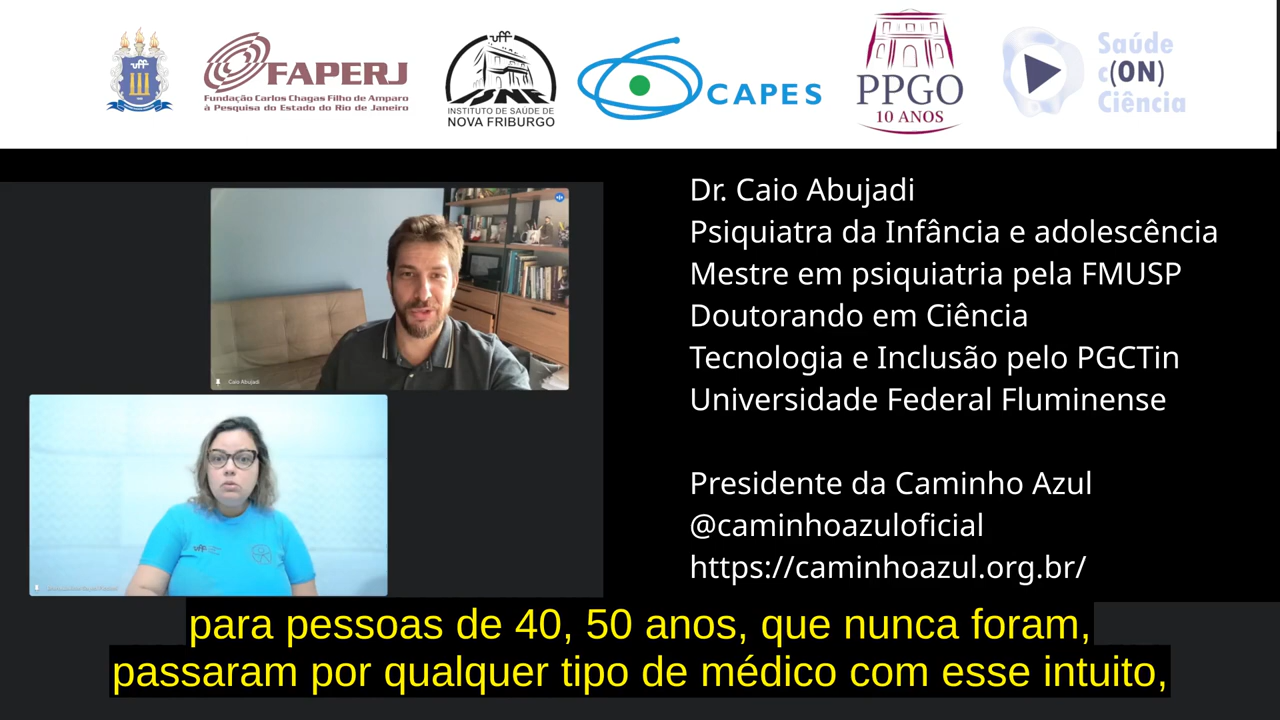 uff
FAPERJ
Fundação Carlos Chagas Filho de Amparo
à Pesquisa do Estado do Rio de Janeiro
uff
INSTITUTO DE SAÚDE DE
NOVA FRIBURGO
CAPES
PPGO
10 ANOS
Saúde
c(ON)
Ciência
Dr. Caio Abujadi
Psiquiatra da Infância e adolescência
Mestre em psiquiatria pela FMUSP
Doutorando em Ciência
Tecnologia e Inclusão pelo PGCTin
Universidade Federal Fluminense
Presidente da Caminho Azul
@caminhoazuloficial
https://caminhoazul.org.br/
Caio Abujadi
uff
para pessoas de 40, 50 anos, que nunca foram,
passaram por qualquer tipo de médico com esse intuito,